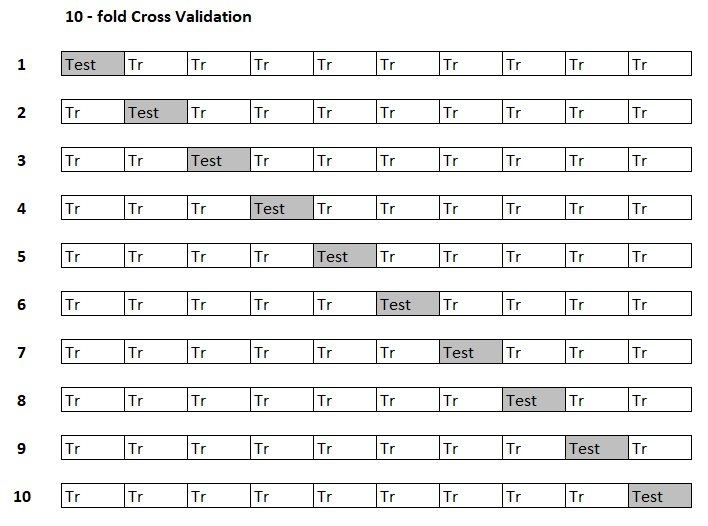 10 - fold Cross Validation
1 Test Tr Tr Tr Tr Tr Tr Tr Tr Tr
2 Tr Test Tr Tr Tr Tr Tr Tr Tr Tr
3 Tr Tr Test Tr Tr Tr Tr Tr Tr Tr
4 Tr Tr Tr Test Tr Tr Tr Tr Tr Tr
5 Tr Tr Tr Tr Test Tr Tr Tr Tr Tr
6 Tr Tr Tr Tr Tr Test Tr Tr Tr Tr
7 Tr Tr Tr Tr Tr Tr Test Tr Tr Tr
8 Tr Tr Tr Tr Tr Tr Tr Test Tr Tr
9 Tr Tr Tr Tr Tr Tr Tr Tr Test Tr
10 Tr Tr Tr Tr Tr Tr Tr Tr Tr Test